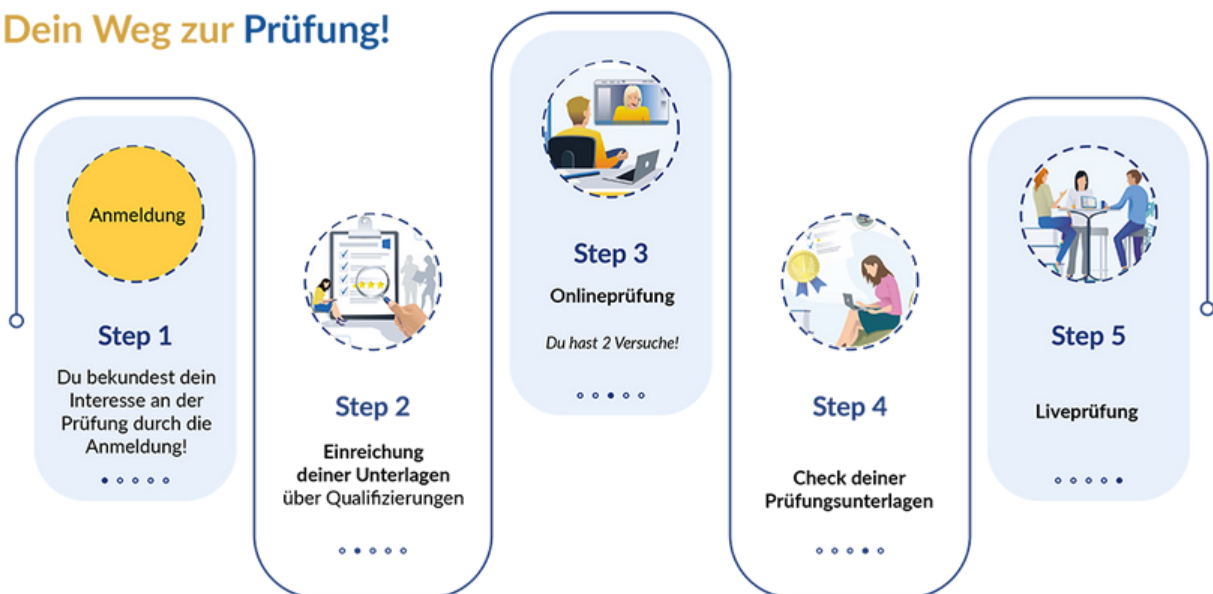 Dein Weg zur Prüfung!
Anmeldung
Step 1
Du bekundest dein
Interesse an der
Prüfung durch die
Anmeldung!
Step 2
Einreichung
deiner Unterlagen
über Qualifizierungen
Step 3
Onlineprüfung
Du hast 2 Versuche!
Step 4
Check deiner
Prüfungsunterlagen
Step 5
Liveprüfung